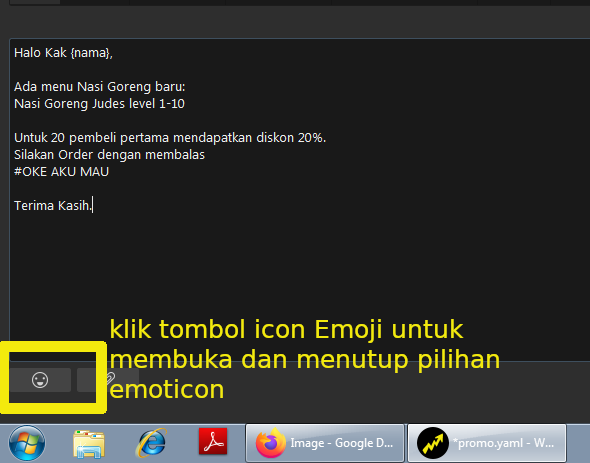 Halo Kak {nama},
Ada menu Nasi Goreng baru:
Nasi Goreng Judes level 1-10
Untuk 20 pembeli pertama mendapatkan diskon 20%.
Silakan Order dengan membalas
#OKE AKU MAU
Terima Kasih.
klik tombol icon Emoji untuk
membuka dan menutup pilihan
emoticon
Image - Google D...
*promo.yaml - W...